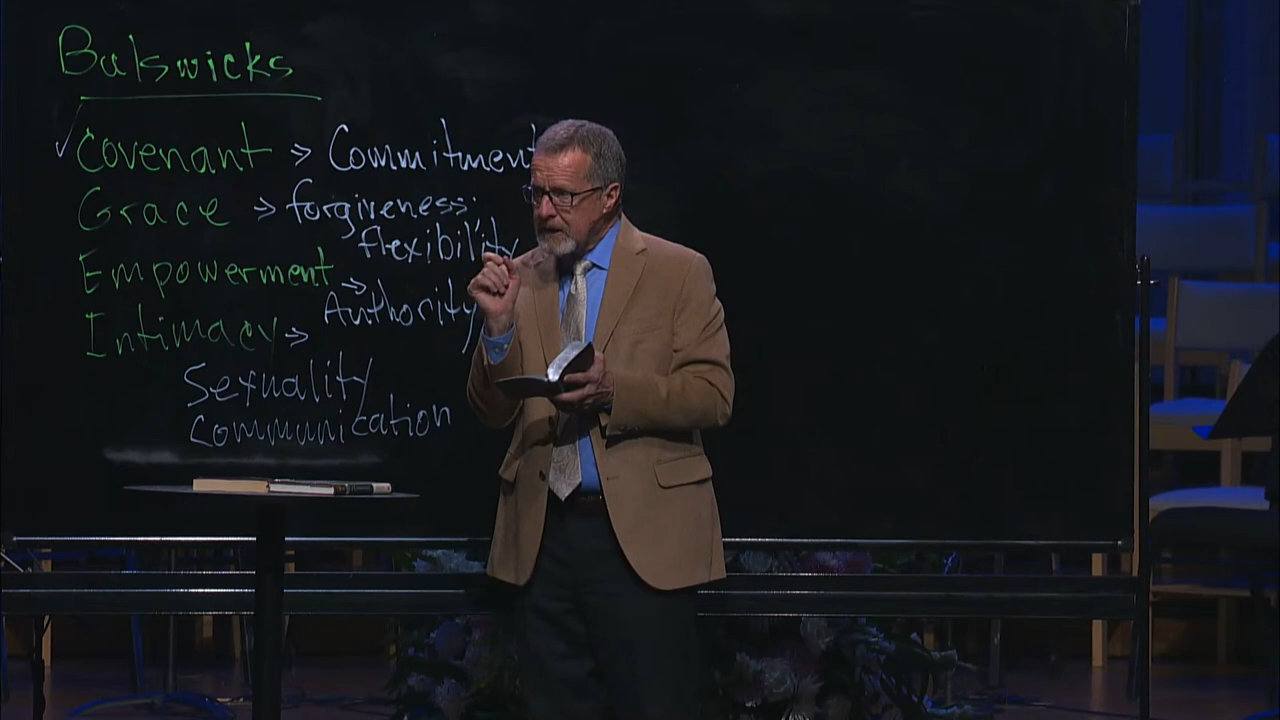 Balswicks
✓ Covenant → Commitment
Grace → forgiveness:
flexibility
Empowerment →
Authority
Intimacy →
Sexuality
Communication